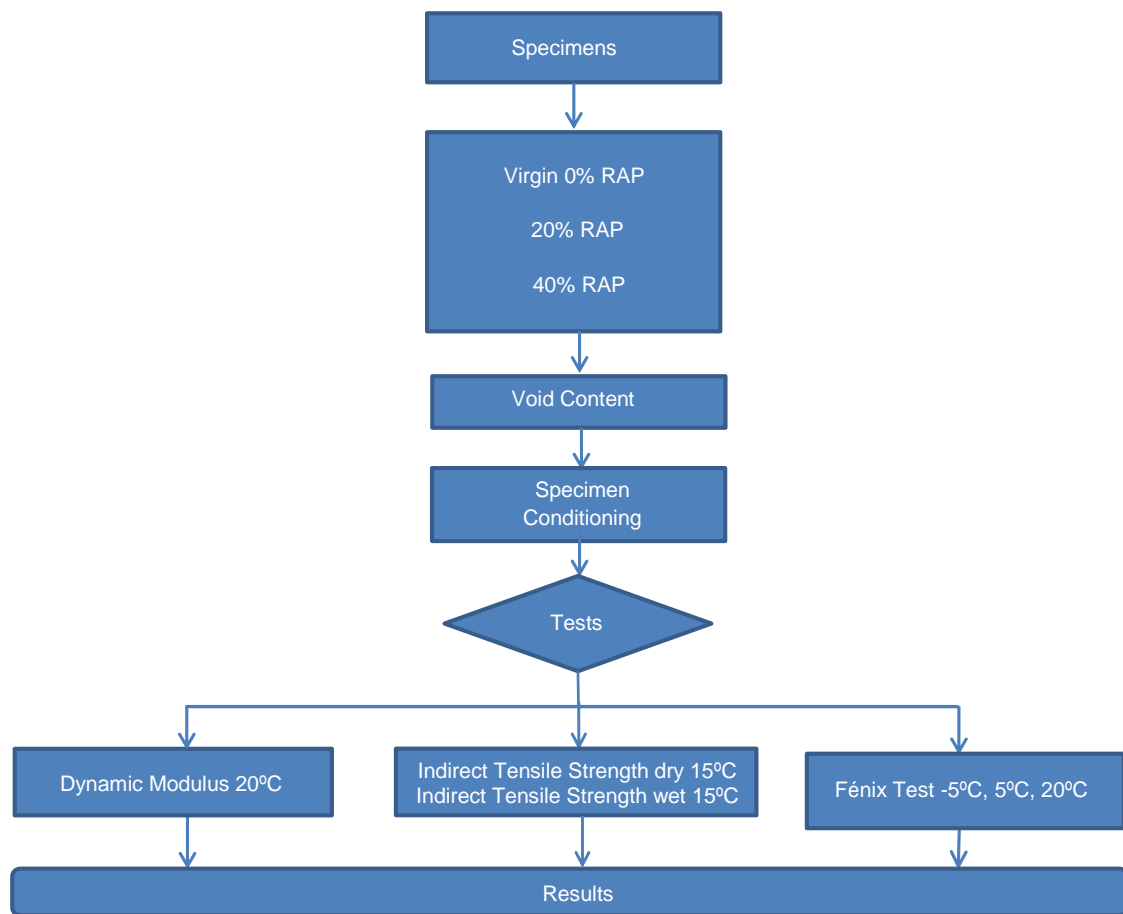 Specimens
Virgin 0% RAP
20% RAP
40% RAP
Void Content
Specimen
Conditioning
Tests
Dynamic Modulus 20ºC
Indirect Tensile Strength dry 15ºC
Indirect Tensile Strength wet 15ºC
Fénix Test -5ºC, 5ºC, 20ºC
Results